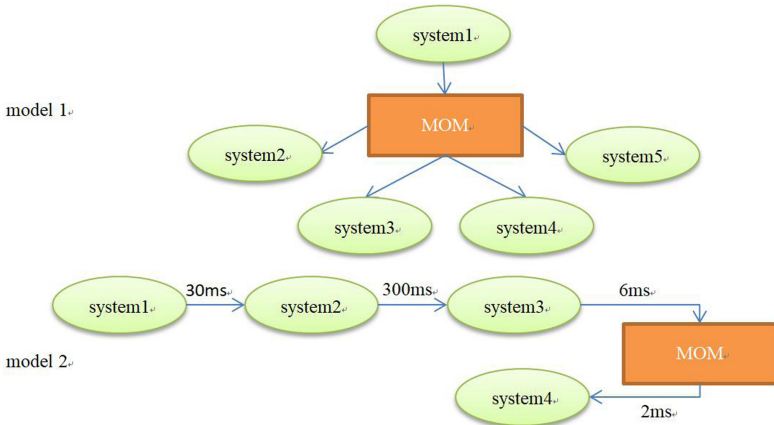 system1
model 1
MOM
system2
system5
system3
system4
system1
30ms
system2
300ms
system3
6ms
MOM
model 2
system4
2ms